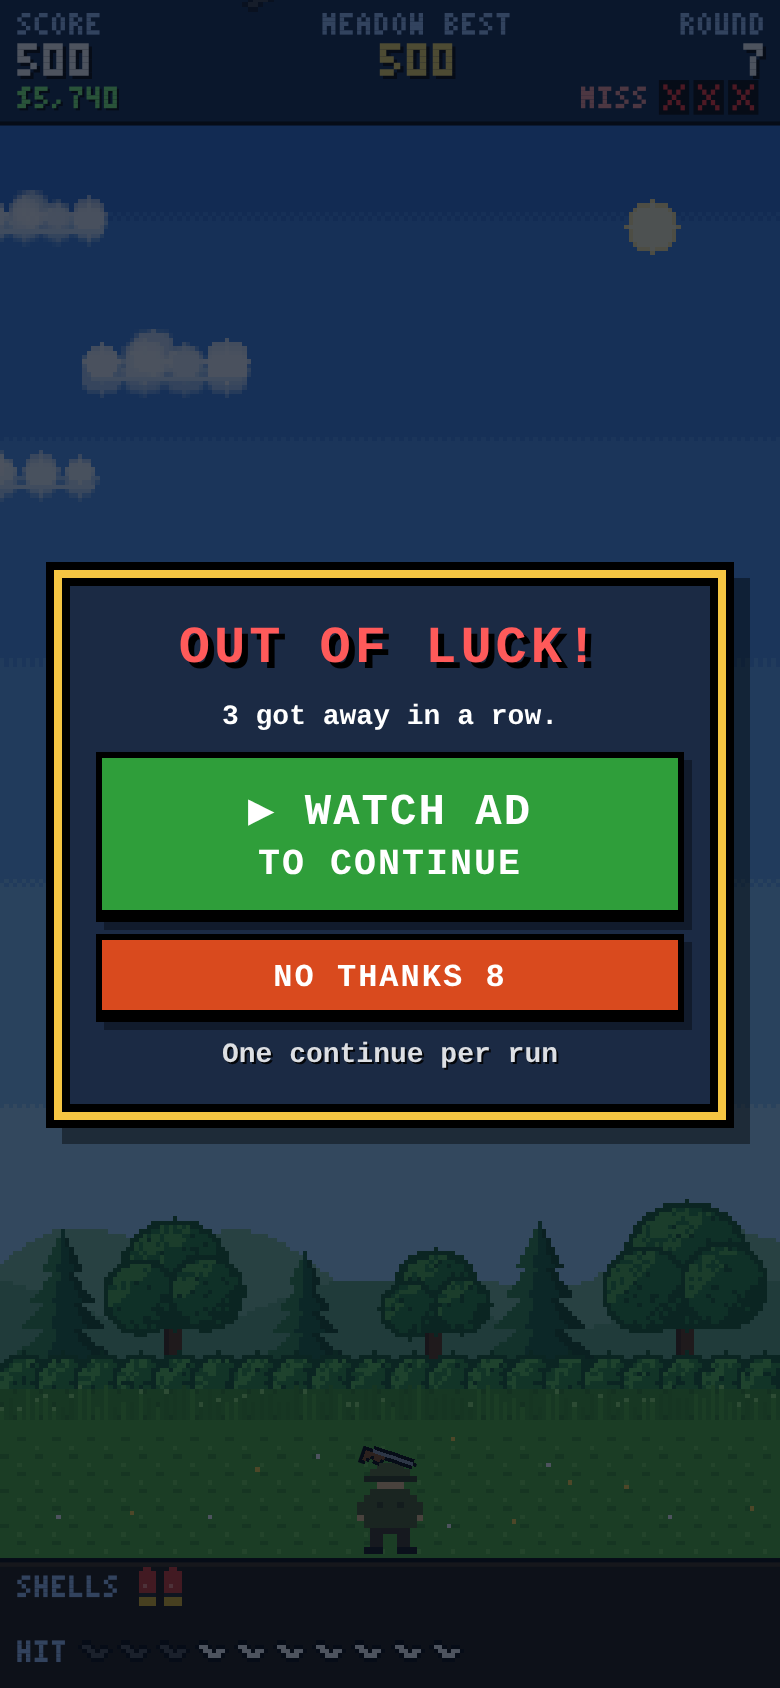 SCORE MEADOW BEST ROUND
500 500 7
$5,740 MISS X X X
OUT OF LUCK!
3 got away in a row.
▶ WATCH AD
TO CONTINUE
NO THANKS 8
One continue per run
SHELLS
HIT